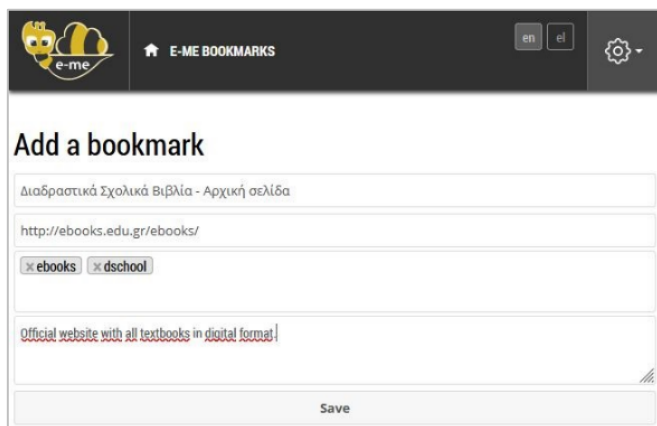 e-me
E-ME BOOKMARKS
en el
Add a bookmark
Διαδραστικά Σχολικά Βιβλία - Αρχική σελίδα
http://ebooks.edu.gr/ebooks/
×ebooks ×dschool
Official website with all textbooks in digital format.
Save